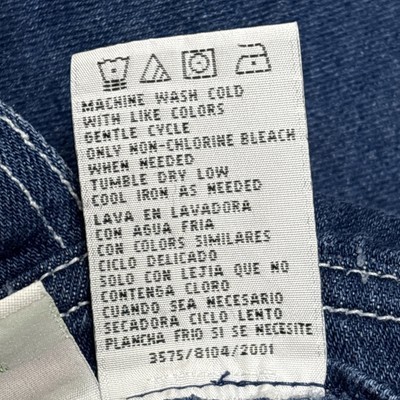 MACHINE WASH COLD
WITH LIKE COLORS
GENTLE CYCLE
ONLY NON-CHLORINE BLEACH
WHEN NEEDED
TUMBLE DRY LOW
COOL IRON AS NEEDED
LAVA EN LAVADORA
CON AGUA FRIA
CON COLORS SIMILARES
CICLO DELICADO
SOLO CON LEJIA QUE NO
CONTENGA CLORO
CUANDO SEA NECESARIO
SECADORA CICLO LENTO
PLANCHA FRIO SI SE NECESITE
3575/8104/2001